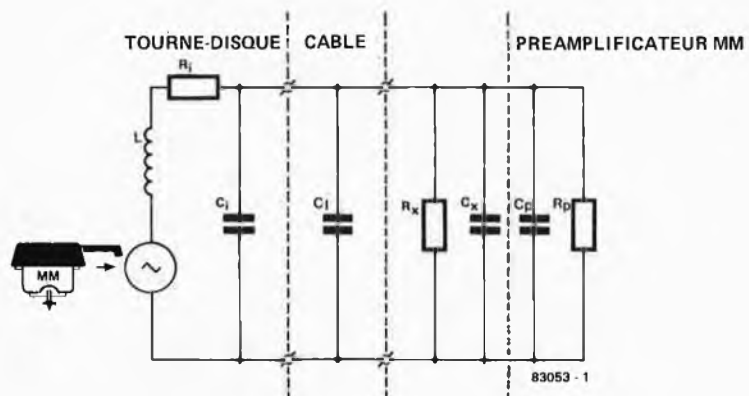 TOURNE-DISQUE CABLE PREAMPLIFICATEUR MM
Ri
L
Ci
Cl
Rx
Cx
Cp
Rp
MM
83053 - 1